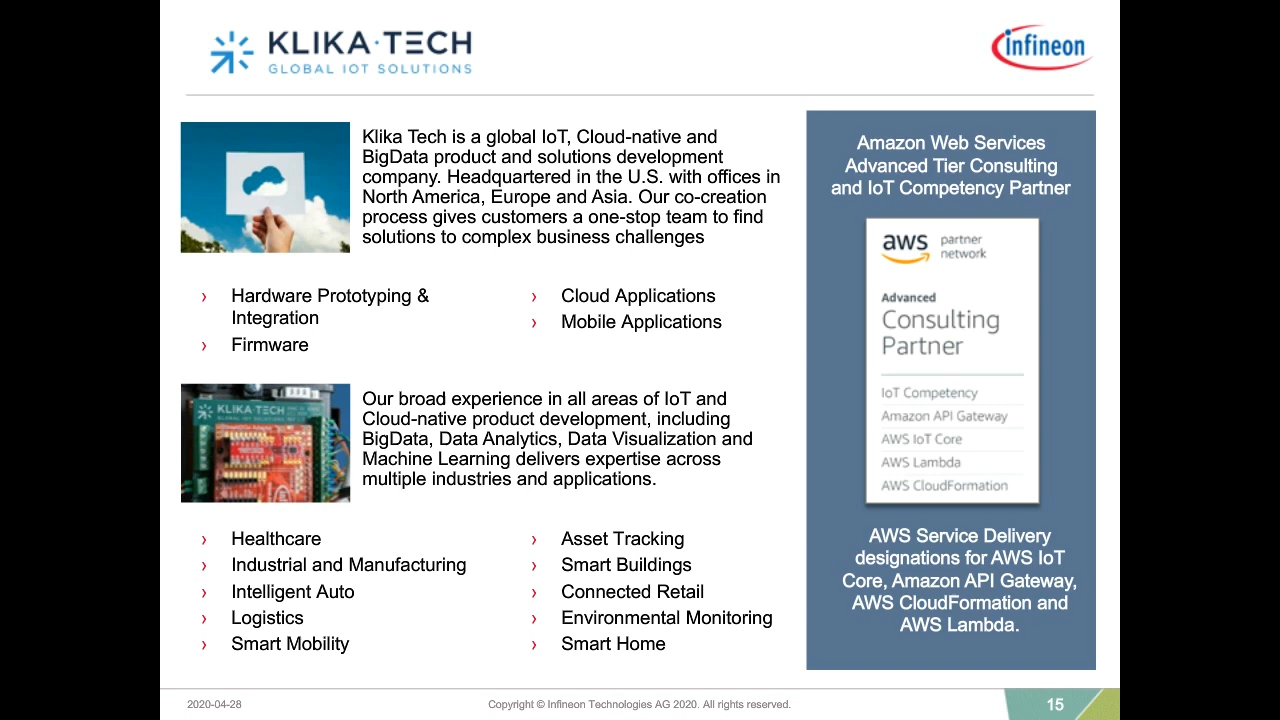 KLIKA·TECH
GLOBAL IOT SOLUTIONS
infineon
Klika Tech is a global IoT, Cloud-native and
BigData product and solutions development
company. Headquartered in the U.S. with offices in
North America, Europe and Asia. Our co-creation
process gives customers a one-stop team to find
solutions to complex business challenges
› Hardware Prototyping &
Integration
› Firmware
› Cloud Applications
› Mobile Applications
KLIKA·TECH
Our broad experience in all areas of IoT and
Cloud-native product development, including
BigData, Data Analytics, Data Visualization and
Machine Learning delivers expertise across
multiple industries and applications.
› Healthcare
› Industrial and Manufacturing
› Intelligent Auto
› Logistics
› Smart Mobility
› Asset Tracking
› Smart Buildings
› Connected Retail
› Environmental Monitoring
› Smart Home
Amazon Web Services
Advanced Tier Consulting
and IoT Competency Partner
aws partner
network
Advanced
Consulting
Partner
IoT Competency
Amazon API Gateway
AWS IoT Core
AWS Lambda
AWS CloudFormation
AWS Service Delivery
designations for AWS IoT
Core, Amazon API Gateway,
AWS CloudFormation and
AWS Lambda.
2020-04-28
Copyright © Infineon Technologies AG 2020. All rights reserved.
15